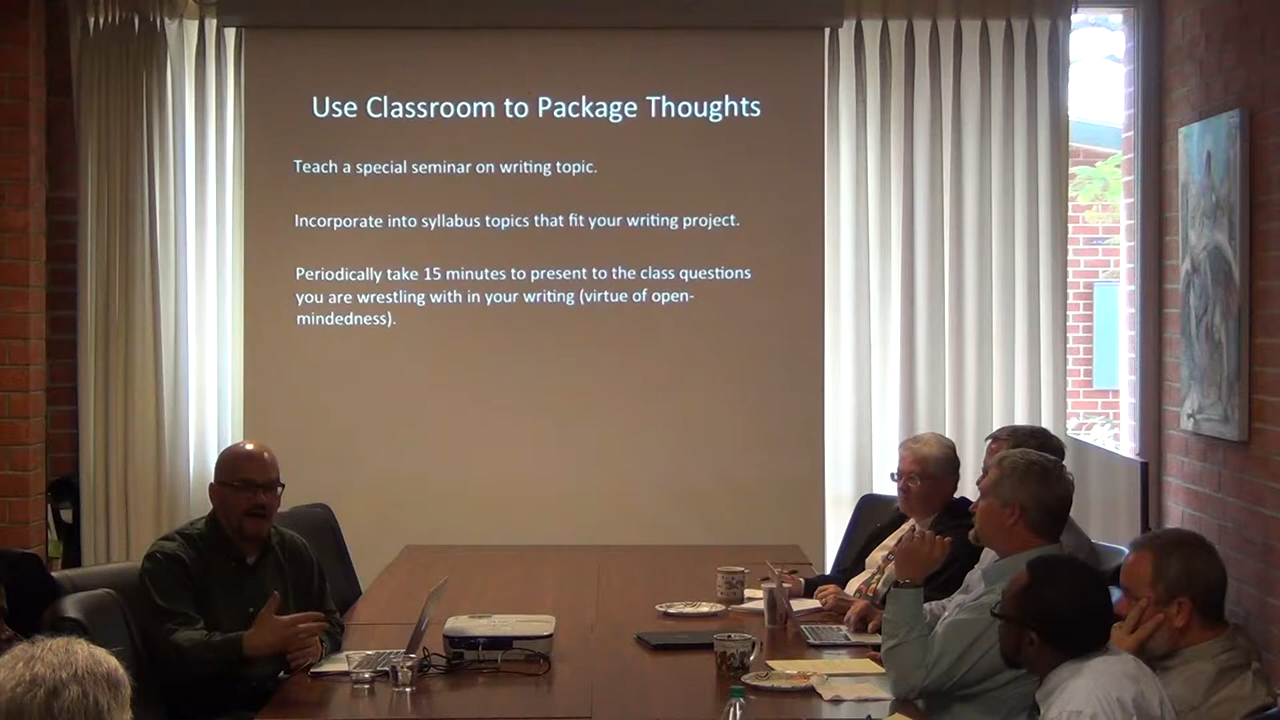 Use Classroom to Package Thoughts
Teach a special seminar on writing topic.
Incorporate into syllabus topics that fit your writing project.
Periodically take 15 minutes to present to the class questions
you are wrestling with in your writing (virtue of open-
mindedness).